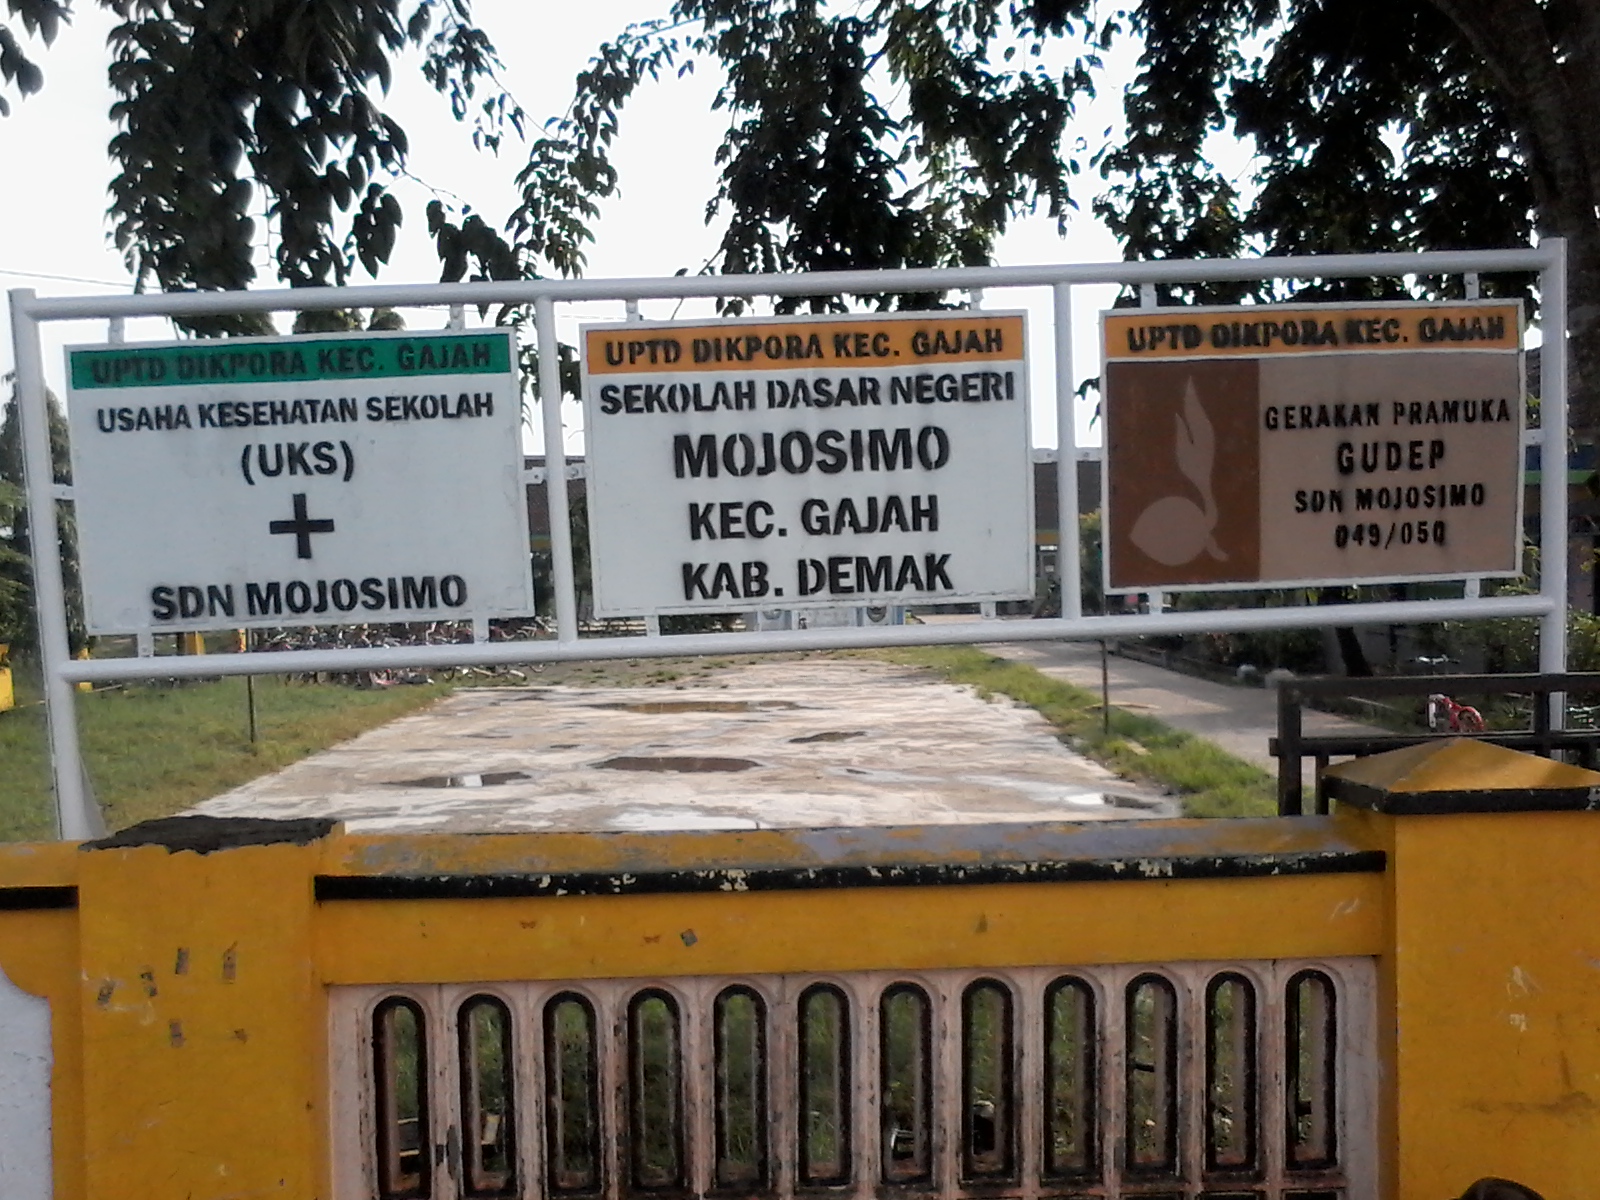 UPTD DIKPORA KEC. GAJAH
USAHA KESEHATAN SEKOLAH
(UKS)
SDN MOJOSIMO
UPTD DIKPORA KEC. GAJAH
SEKOLAH DASAR NEGERI
MOJOSIMO
KEC. GAJAH
KAB. DEMAK
UPTD DIKPORA KEC. GAJAH
GERAKAN PRAMUKA
GUDEP
SDN MOJOSIMO
049/050